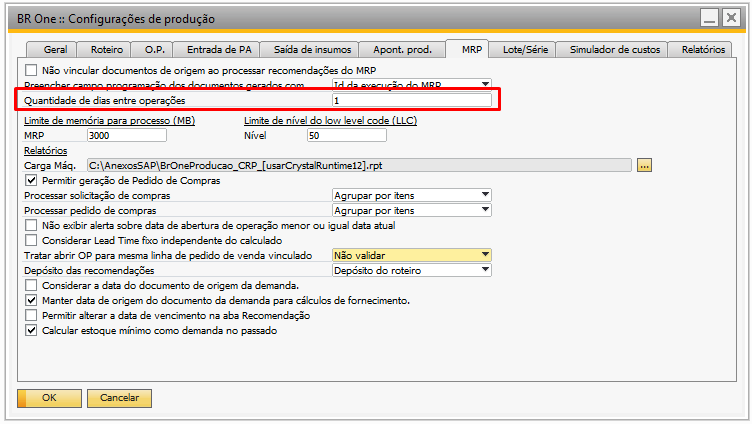 BR One :: Configurações de produção
Geral Roteiro O.P. Entrada de PA Saída de insumos Apont. prod. MRP Lote/Série Simulador de custos Relatórios
Não vincular documentos de origem ao processar recomendações do MRP
Preencher campo programação dos documentos gerados com Id da execução do MRP
Quantidade de dias entre operações 1
Limite de memória para processo (MB) Limite de nível do low level code (LLC)
MRP 3000 Nível 50
Relatórios
Carga Máq. C:\AnexosSAP\BrOneProducao_CRP_[usarCrystalRuntime12].rpt ...
Permitir geração de Pedido de Compras
Processar solicitação de compras Agrupar por itens
Processar pedido de compras Agrupar por itens
Não exibir alerta sobre data de abertura de operação menor ou igual data atual
Considerar Lead Time fixo independente do calculado
Tratar abrir OP para mesma linha de pedido de venda vinculado Não validar
Depósito das recomendações Depósito do roteiro
Considerar a data do documento de origem da demanda.
Manter data de origem do documento da demanda para cálculos de fornecimento.
Permitir alterar a data de vencimento na aba Recomendação
Calcular estoque mínimo como demanda no passado
OK Cancelar